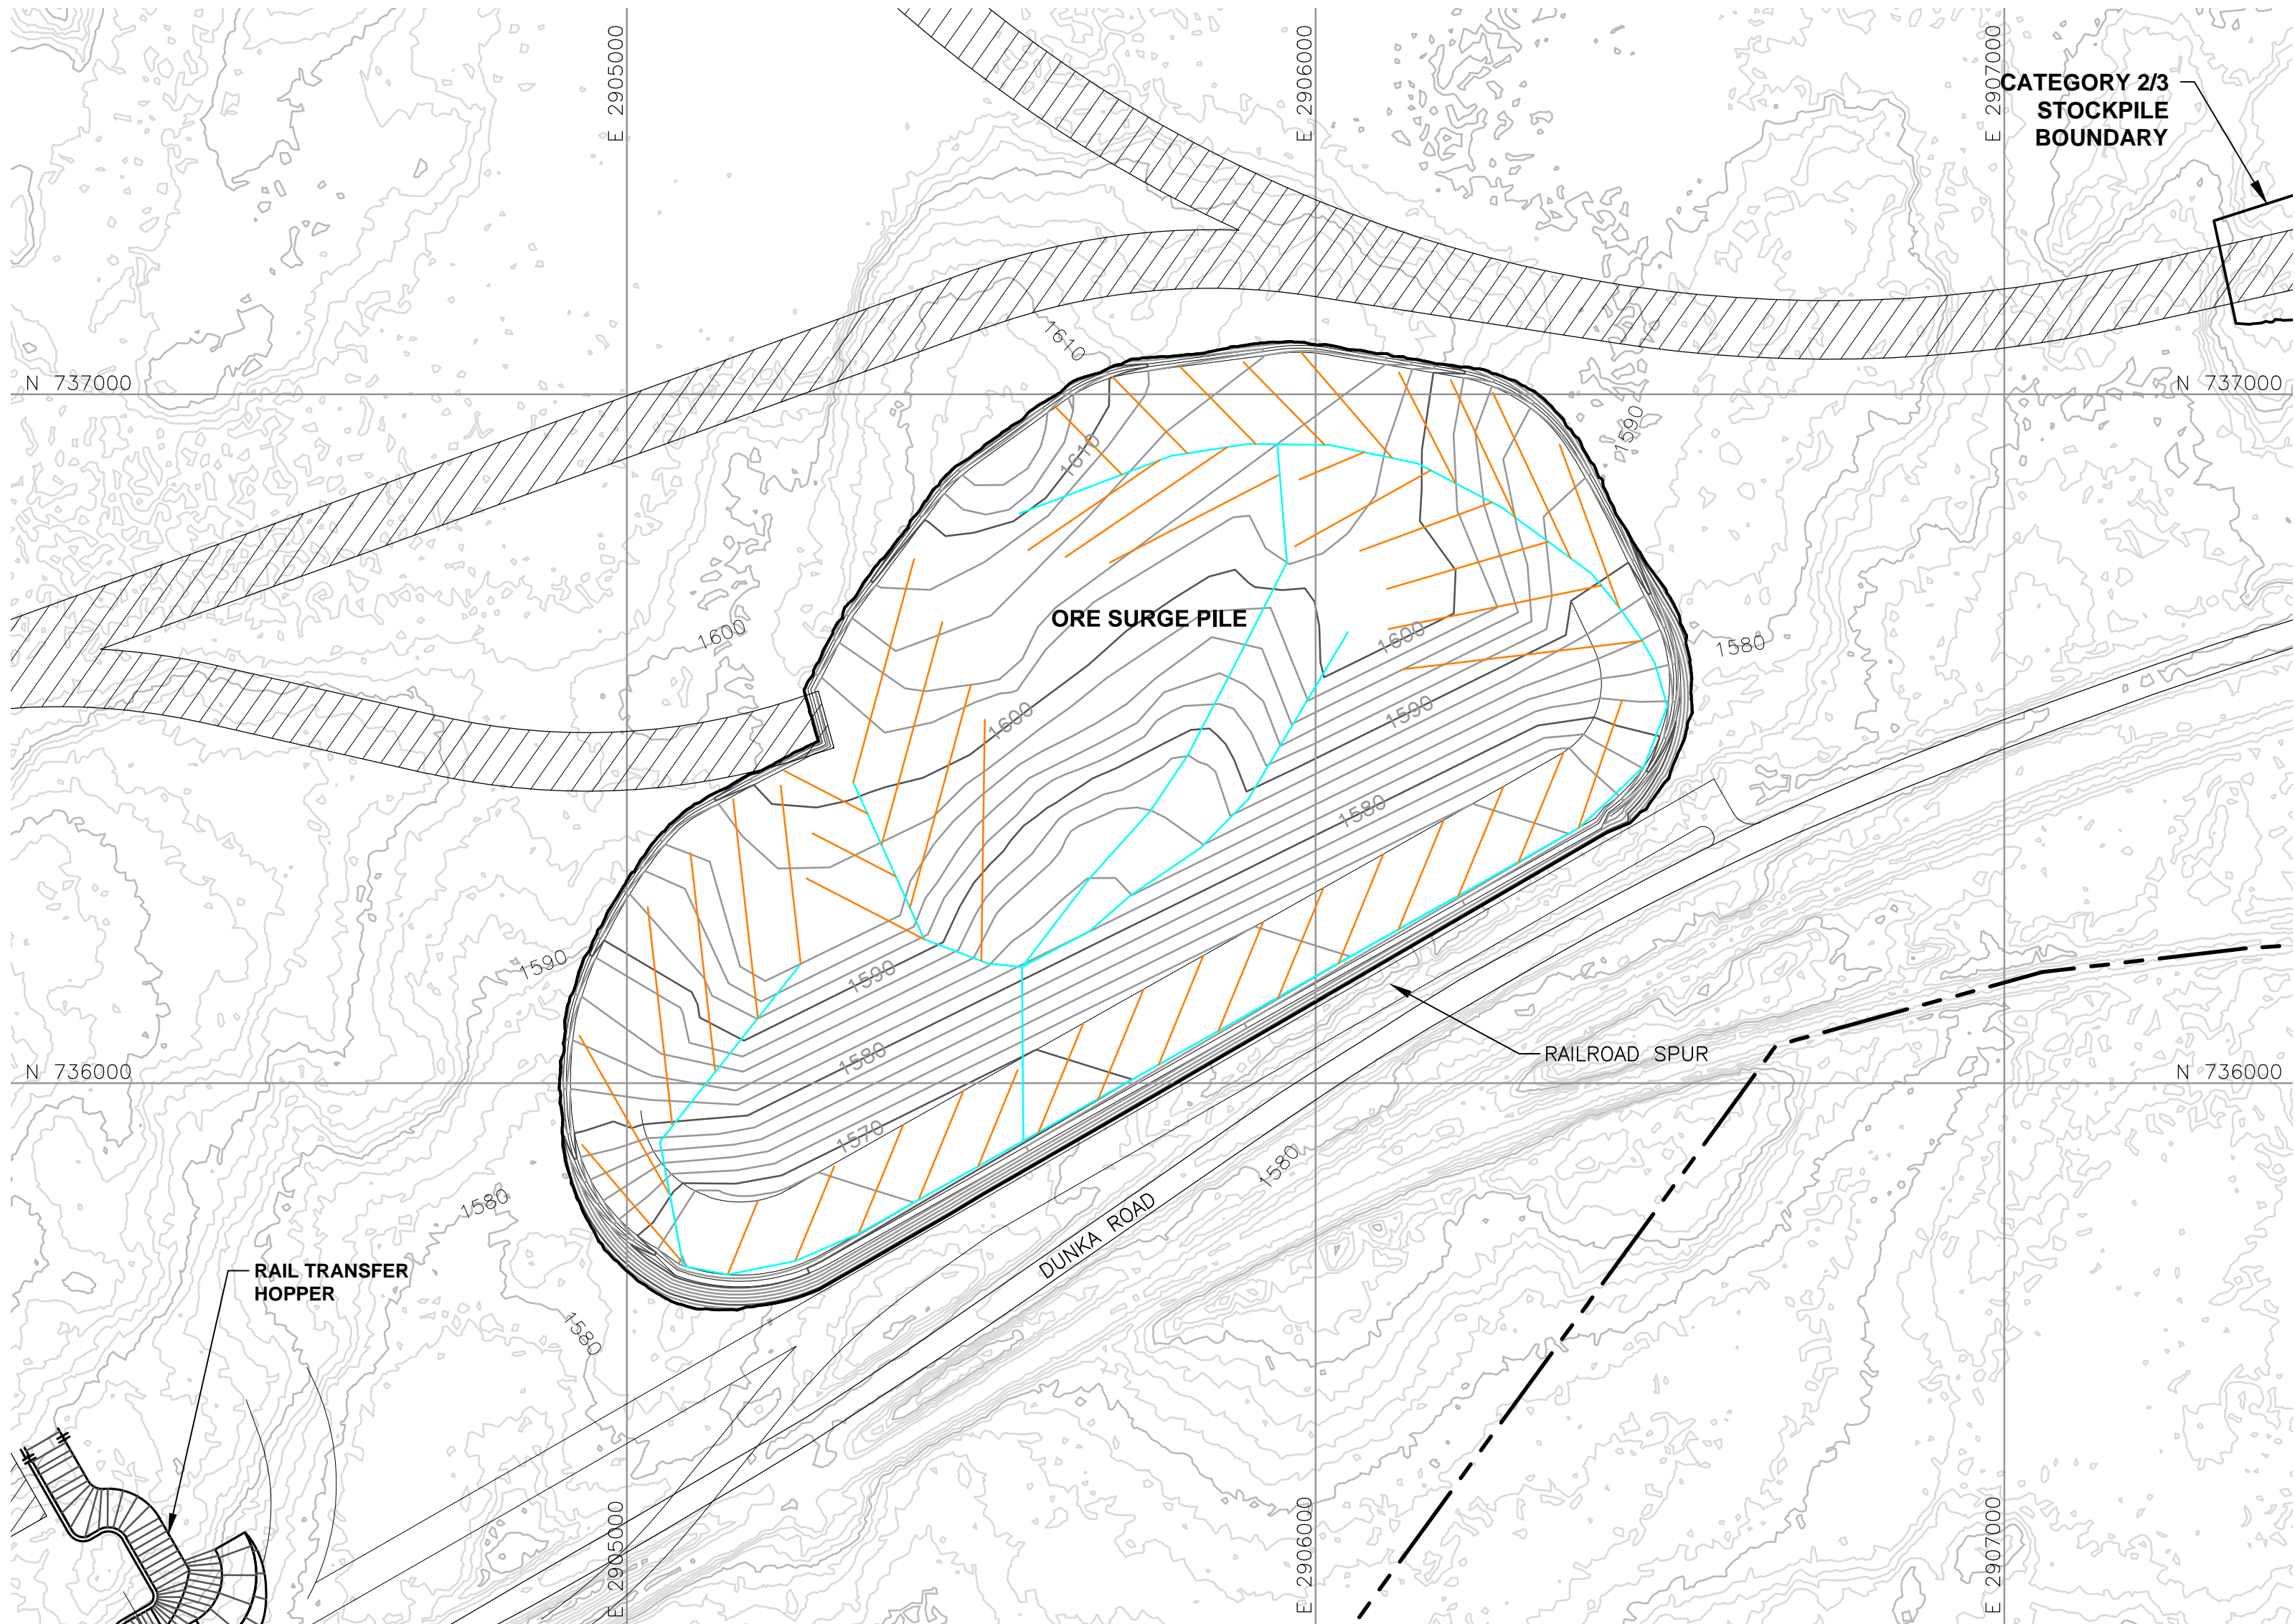 E 2905000
E 2906000
E 2907000
CATEGORY 2/3
STOCKPILE
BOUNDARY
1610
N 737000
N 737000
1590
1610
ORE SURGE PILE
1600
1600
1580
1600
1590
1580
1590
1590
RAILROAD SPUR
1580
N 736000
N 736000
1570
1580
1580
DUNKA ROAD
RAIL TRANSFER
HOPPER
1580
E 2905000
E 2906000
E 2907000